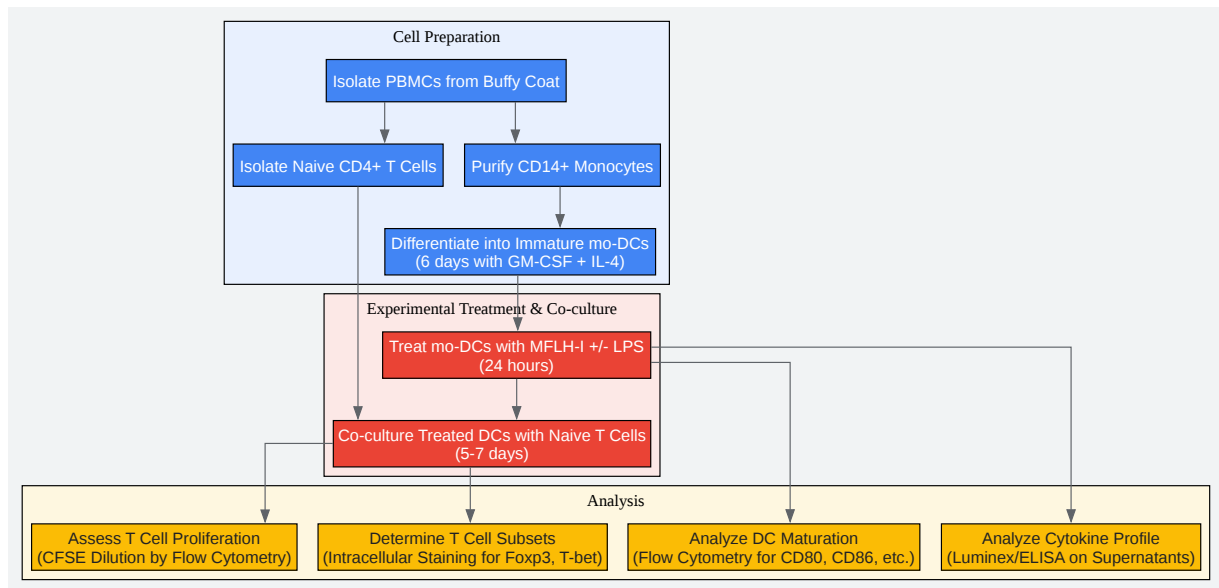 Cell Preparation
Isolate PBMCs from Buffy Coat
Isolate Naive CD4+ T Cells
Purify CD14+ Monocytes
Differentiate into Immature mo-DCs
(6 days with GM-CSF + IL-4)
Experimental Treatment & Co-culture
Treat mo-DCs with MFLH-I +/- LPS
(24 hours)
Co-culture Treated DCs with Naive T Cells
(5-7 days)
Analysis
Assess T Cell Proliferation
(CFSE Dilution by Flow Cytometry)
Determine T Cell Subsets
(Intracellular Staining for Foxp3, T-bet)
Analyze DC Maturation
(Flow Cytometry for CD80, CD86, etc.)
Analyze Cytokine Profile
(Luminex/ELISA on Supernatants)